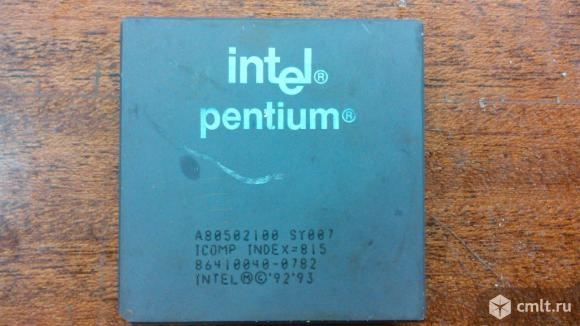 intel®
pentium®
A80502100 SY007
ICOMP INDEX=815
86410040-0782
INTEL Ⓜ©'92'93
cmlt.ru